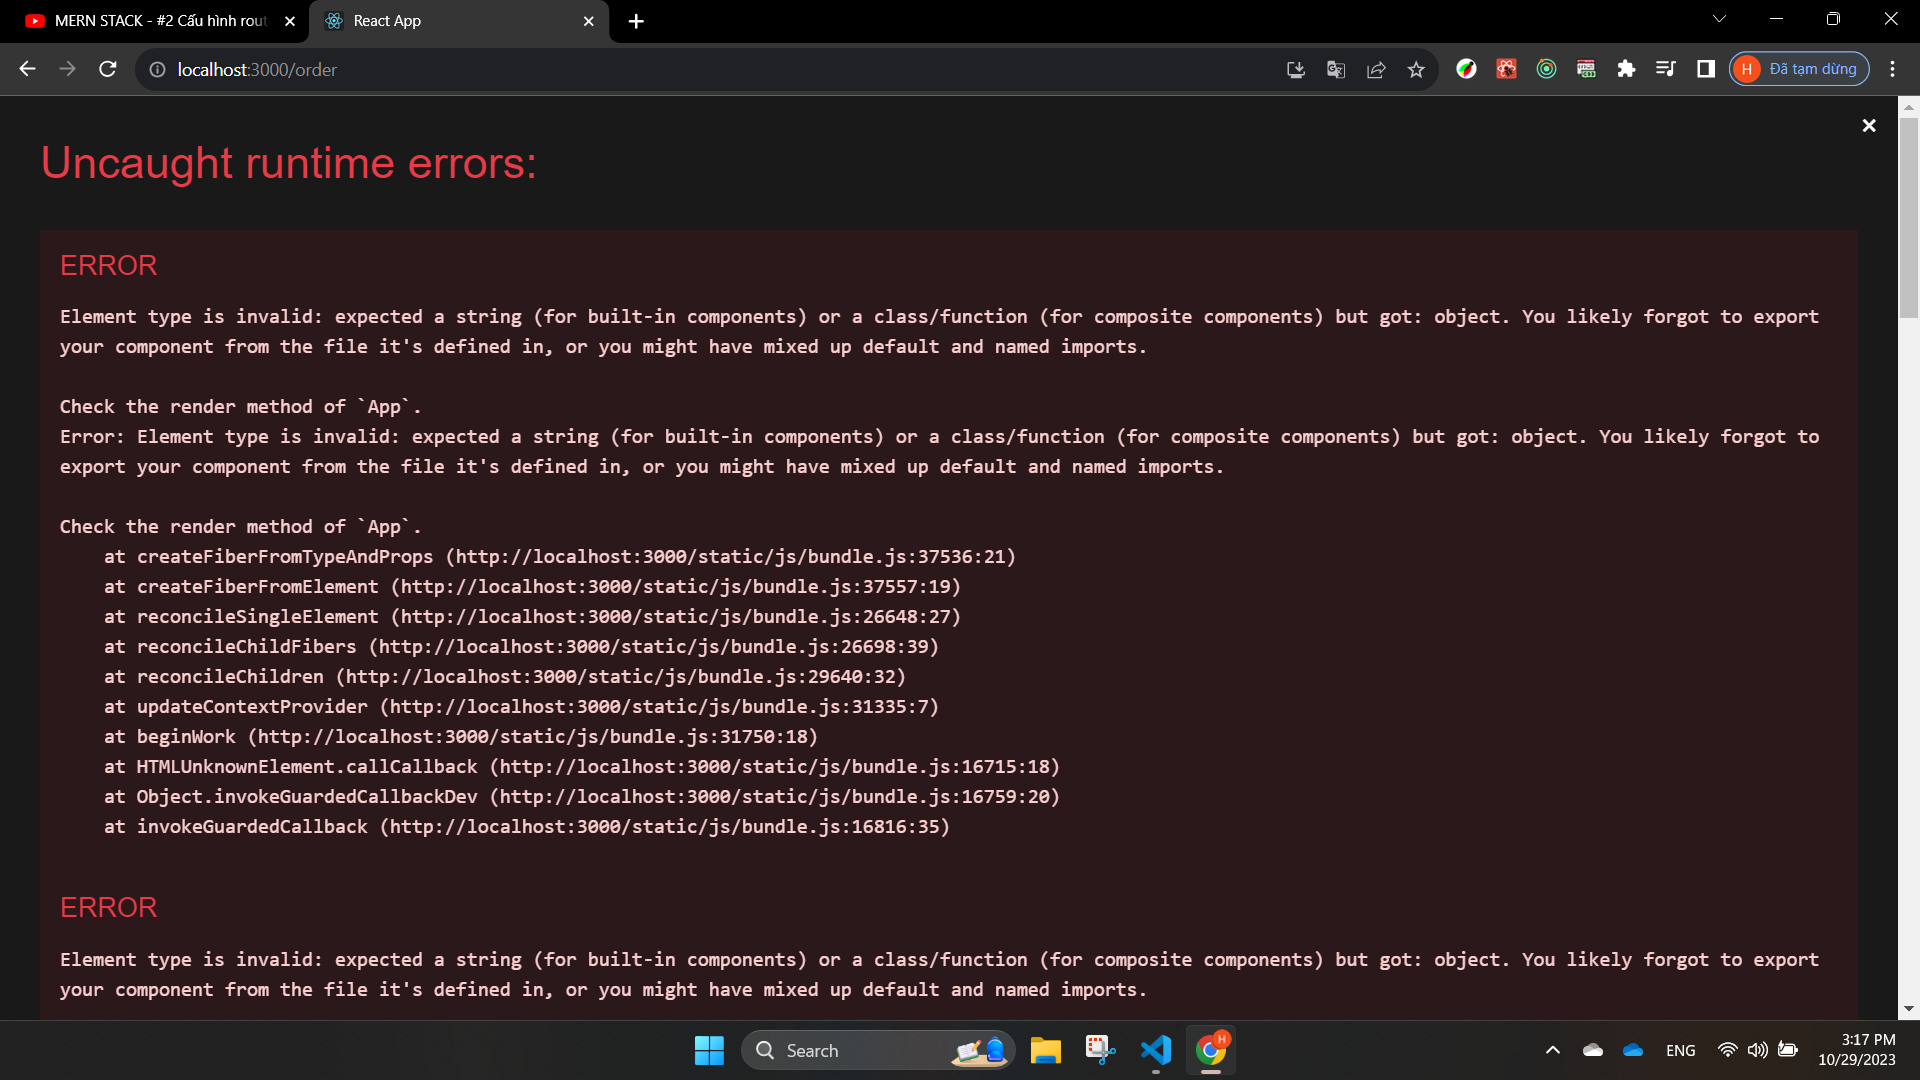 MERN STACK - #2 Cấu hình rout
React App
localhost:3000/order
H
Đã tạm dừng
Uncaught runtime errors:
ERROR
Element type is invalid: expected a string (for built-in components) or a class/function (for composite components) but got: object. You likely forgot to export
your component from the file it's defined in, or you might have mixed up default and named imports.
Check the render method of `App`.
Error: Element type is invalid: expected a string (for built-in components) or a class/function (for composite components) but got: object. You likely forgot to
export your component from the file it's defined in, or you might have mixed up default and named imports.
Check the render method of `App`.
at createFiberFromTypeAndProps (http://localhost:3000/static/js/bundle.js:37536:21)
at createFiberFromElement (http://localhost:3000/static/js/bundle.js:37557:19)
at reconcileSingleElement (http://localhost:3000/static/js/bundle.js:26648:27)
at reconcileChildFibers (http://localhost:3000/static/js/bundle.js:26698:39)
at reconcileChildren (http://localhost:3000/static/js/bundle.js:29640:32)
at updateContextProvider (http://localhost:3000/static/js/bundle.js:31335:7)
at beginWork (http://localhost:3000/static/js/bundle.js:31750:18)
at HTMLUnknownElement.callCallback (http://localhost:3000/static/js/bundle.js:16715:18)
at Object.invokeGuardedCallbackDev (http://localhost:3000/static/js/bundle.js:16759:20)
at invokeGuardedCallback (http://localhost:3000/static/js/bundle.js:16816:35)
ERROR
Element type is invalid: expected a string (for built-in components) or a class/function (for composite components) but got: object. You likely forgot to export
your component from the file it's defined in, or you might have mixed up default and named imports.
Search
H
ENG
3:17 PM
10/29/2023